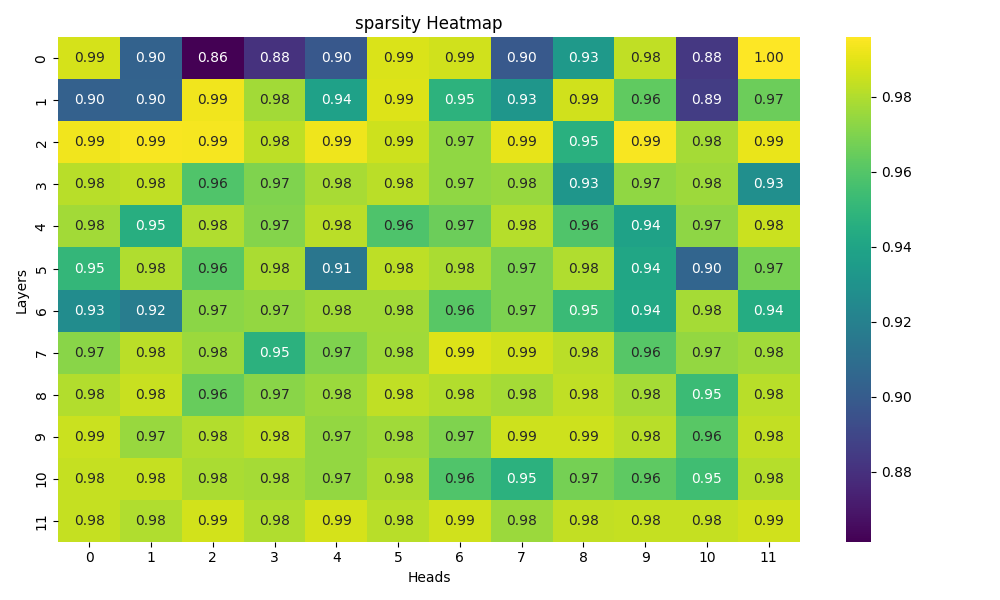 sparsity Heatmap
0 0.99 0.90 0.86 0.88 0.90 0.99 0.99 0.90 0.93 0.98 0.88 1.00
1 0.90 0.90 0.99 0.98 0.94 0.99 0.95 0.93 0.99 0.96 0.89 0.97
2 0.99 0.99 0.99 0.98 0.99 0.99 0.97 0.99 0.95 0.99 0.98 0.99
3 0.98 0.98 0.96 0.97 0.98 0.98 0.97 0.98 0.93 0.97 0.98 0.93
4 0.98 0.95 0.98 0.97 0.98 0.96 0.97 0.98 0.96 0.94 0.97 0.98
5 0.95 0.98 0.96 0.98 0.91 0.98 0.98 0.97 0.98 0.94 0.90 0.97
6 0.93 0.92 0.97 0.97 0.98 0.98 0.96 0.97 0.95 0.94 0.98 0.94
7 0.97 0.98 0.98 0.95 0.97 0.98 0.99 0.99 0.98 0.96 0.97 0.98
8 0.98 0.98 0.96 0.97 0.98 0.98 0.98 0.98 0.98 0.98 0.95 0.98
9 0.99 0.97 0.98 0.98 0.97 0.98 0.97 0.99 0.99 0.98 0.96 0.98
10 0.98 0.98 0.98 0.98 0.97 0.98 0.96 0.95 0.97 0.96 0.95 0.98
11 0.98 0.98 0.99 0.98 0.99 0.98 0.99 0.98 0.98 0.98 0.98 0.99
0 1 2 3 4 5 6 7 8 9 10 11
Heads
Layers
0.98
0.96
0.94
0.92
0.90
0.88